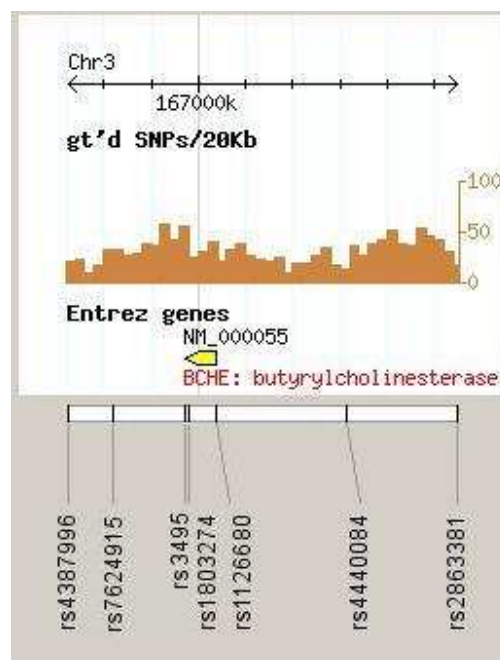 Chr3
167000k
gt'd SNPs/20Kb
100
50
0
Entrez genes
NM_000055
BCHE: butyrylcholinesterase
rs4387996
rs7624915
rs3495
rs1803274
rs1126680
rs4440084
rs2863381